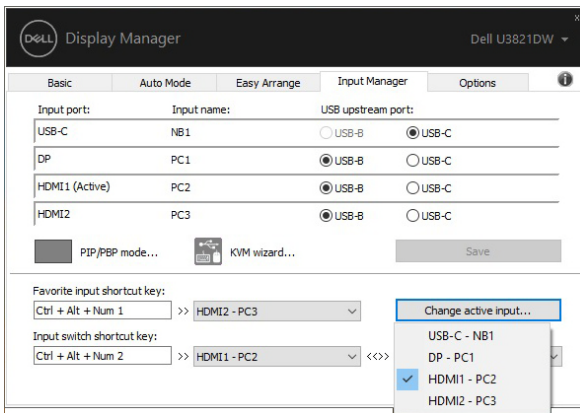 DELL Display Manager Dell U3821DW
Basic Auto Mode Easy Arrange Input Manager Options
Input port: Input name: USB upstream port:
USB-C NB1 USB-B USB-C
DP PC1 USB-B USB-C
HDMI1 (Active) PC2 USB-B USB-C
HDMI2 PC3 USB-B USB-C
PIP/PBP mode... KVM wizard... Save
Favorite input shortcut key:
Ctrl + Alt + Num 1 >> HDMI2 - PC3 Change active input...
Input switch shortcut key:
Ctrl + Alt + Num 2 >> HDMI1 - PC2 <<>>
USB-C - NB1
DP - PC1
HDMI1 - PC2
HDMI2 - PC3